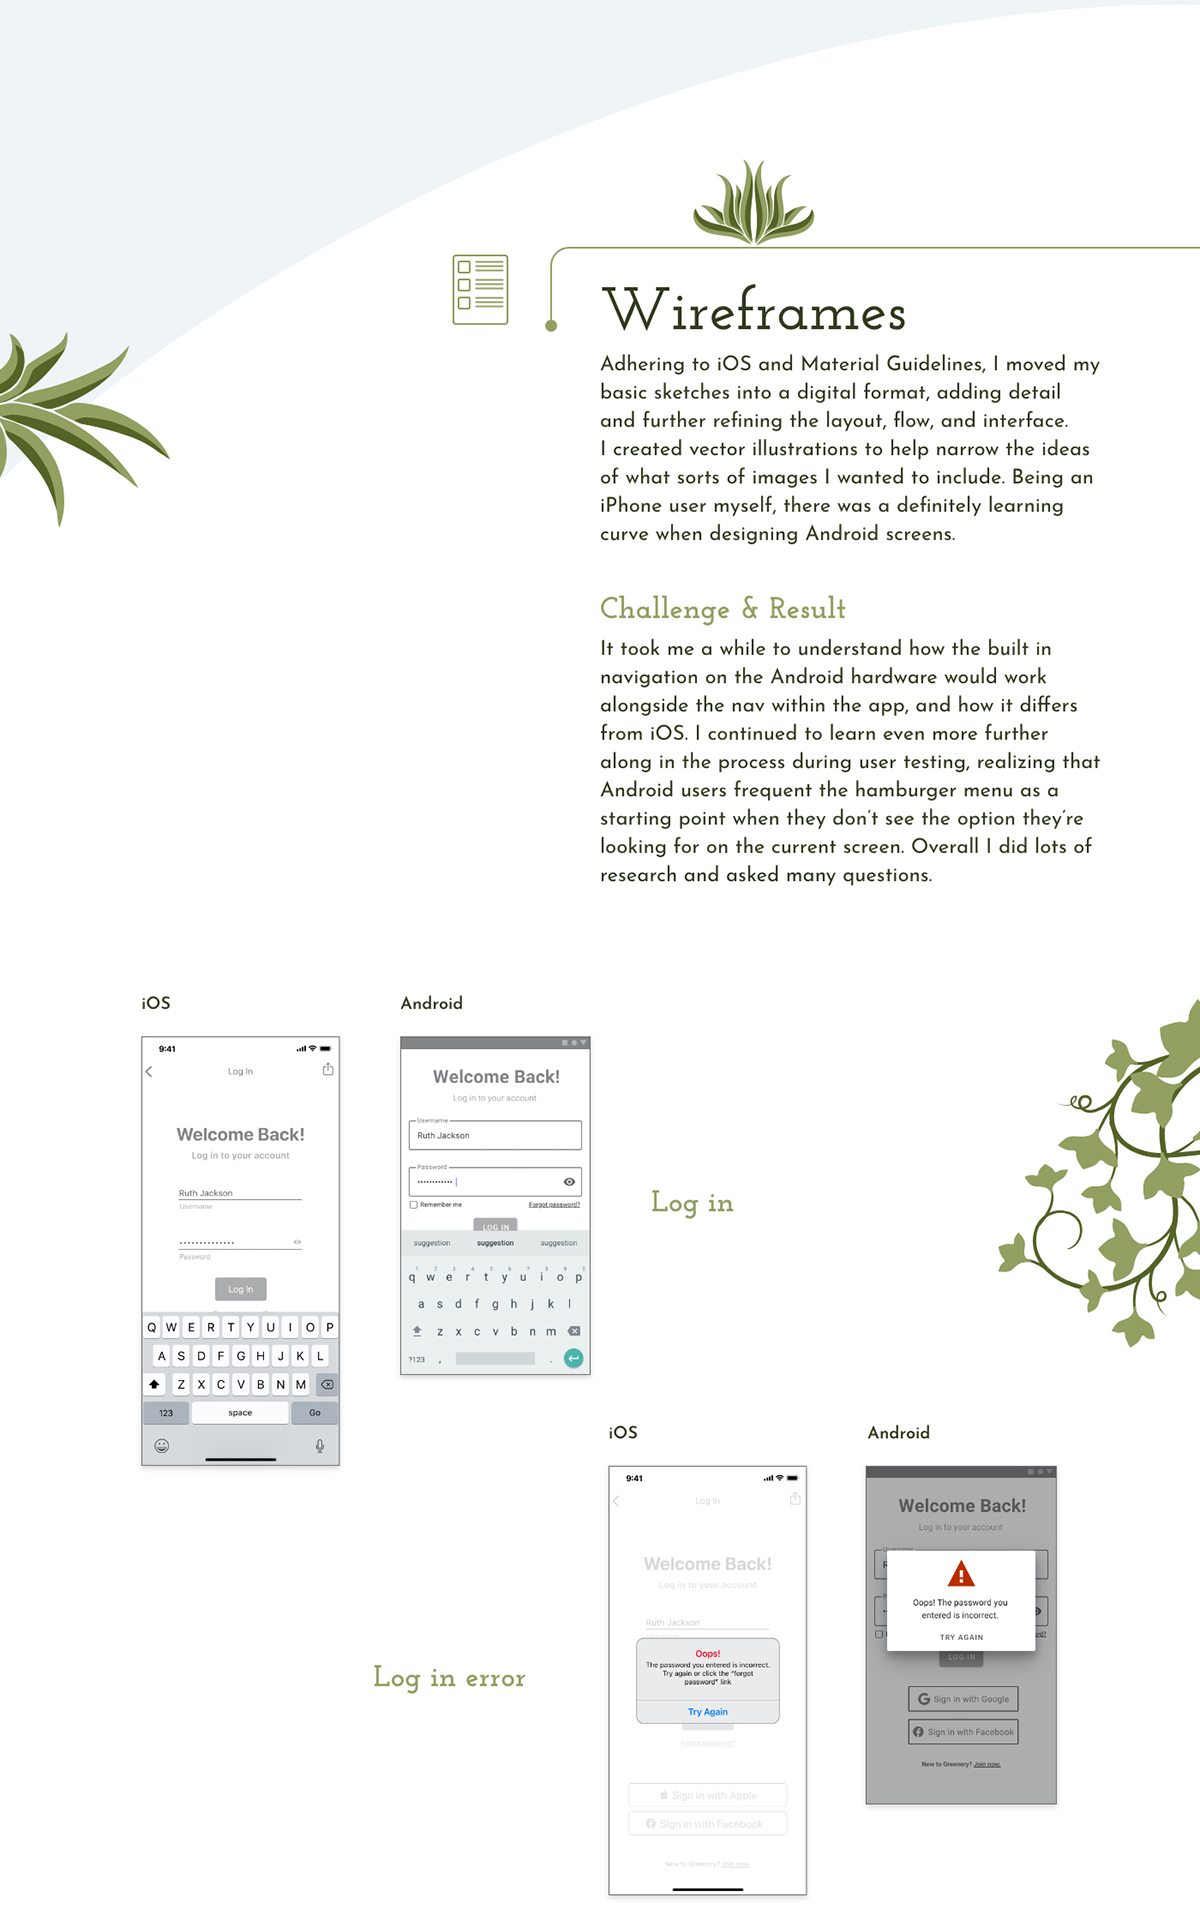 Wireframes
Adhering to iOS and Material Guidelines, I moved my
basic sketches into a digital format, adding detail
and further refining the layout, flow, and interface.
I created vector illustrations to help narrow the ideas
of what sorts of images I wanted to include. Being an
iPhone user myself, there was a definitely learning
curve when designing Android screens.
Challenge & Result
It took me a while to understand how the built in
navigation on the Android hardware would work
alongside the nav within the app, and how it differs
from iOS. I continued to learn even more further
along in the process during user testing, realizing that
Android users frequent the hamburger menu as a
starting point when they don't see the option they're
looking for on the current screen. Overall I did lots of
research and asked many questions.
iOS
9:41
Log In
Welcome Back!
Log in to your account
Ruth Jackson
Username
Password
Log In
Q W E R T Y U I O P
A S D F G H J K L
Z X C V B N M
123 space Go
Android
Welcome Back!
Log in to your account
Username
Ruth Jackson
Password
Remember me Forgot password?
LOG IN
suggestion suggestion suggestion
1 2 3 4 5 6 7 8 9 0
q w e r t y u i o p
a s d f g h j k l
z x c v b n m
?123 , .
Log in
iOS
9:41
Log In
Welcome Back!
Log in to your account
Ruth Jackson
Oops!
The password you entered is incorrect.
Try again or click the "forgot
password" link
Try Again
Forgot password?
Sign in with Apple
Sign in with Facebook
New to Greenery? Join now.
Android
Welcome Back!
Log in to your account
Oops! The password you
entered is incorrect.
TRY AGAIN
LOG IN
Sign in with Google
Sign in with Facebook
New to Greenery? Join now.
Log in error